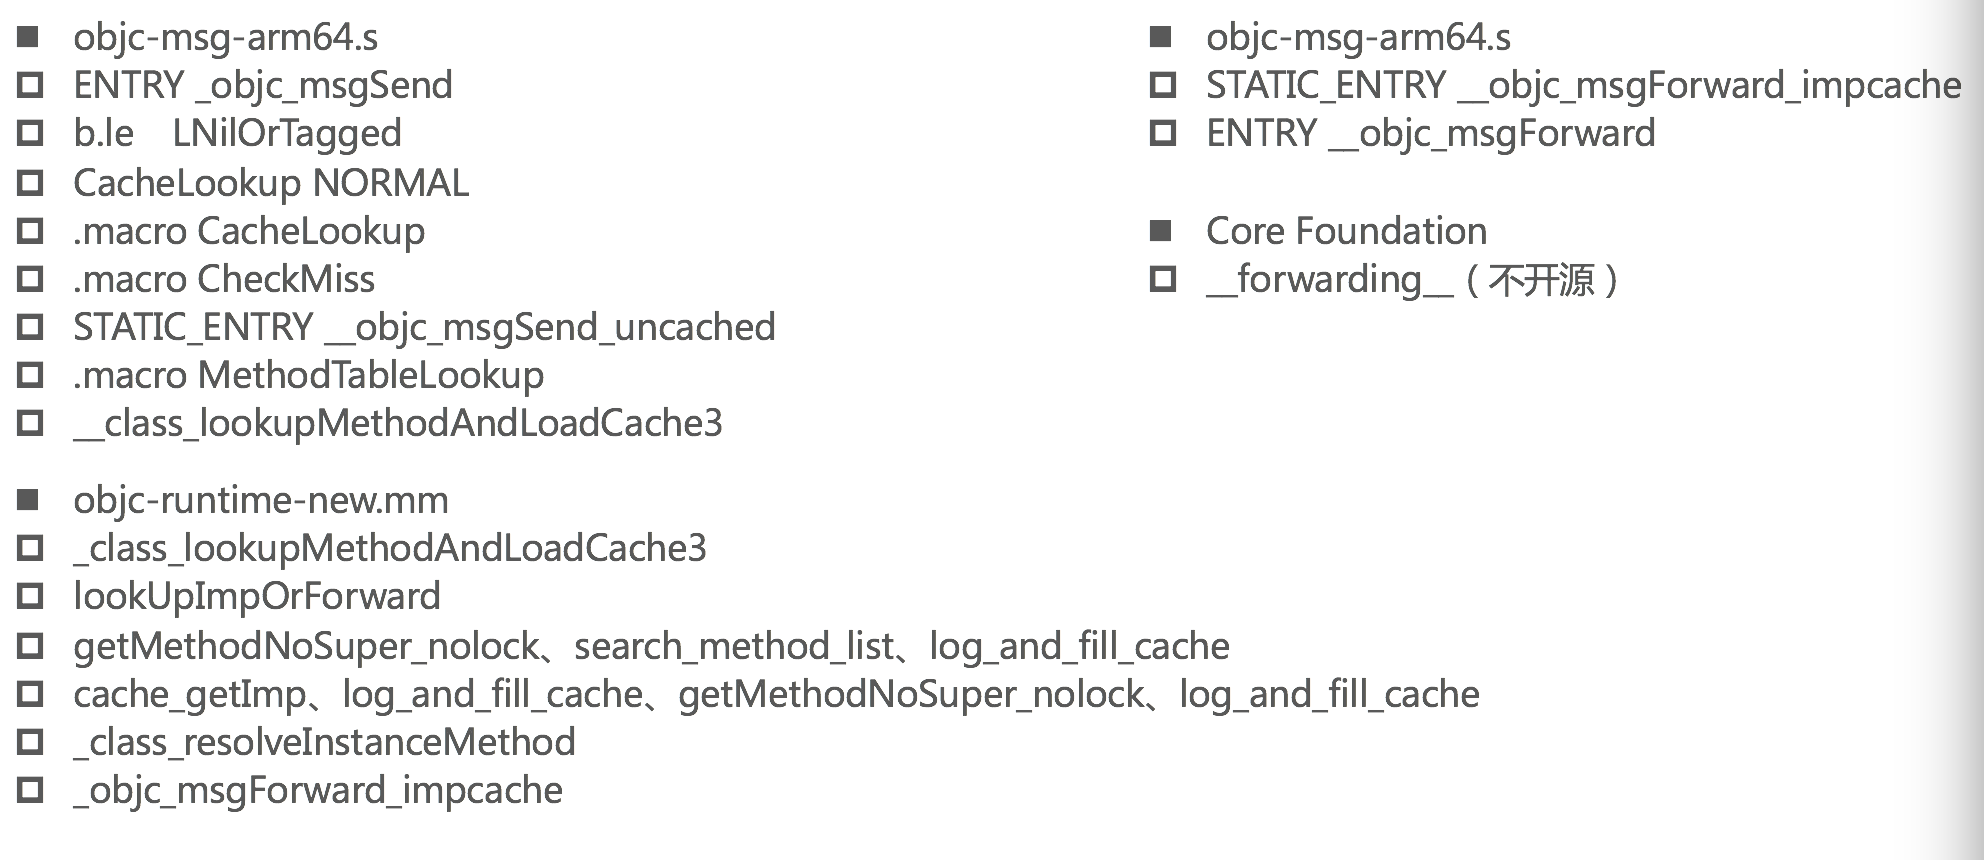 objc-msg-arm64.s
ENTRY _objc_msgSend
b.le LNilOrTagged
CacheLookup NORMAL
.macro CacheLookup
.macro CheckMiss
STATIC_ENTRY __objc_msgSend_uncached
.macro MethodTableLookup
__class_lookupMethodAndLoadCache3
objc-runtime-new.mm
_class_lookupMethodAndLoadCache3
lookUpImpOrForward
getMethodNoSuper_nolock、search_method_list、log_and_fill_cache
cache_getImp、log_and_fill_cache、getMethodNoSuper_nolock、log_and_fill_cache
_class_resolveInstanceMethod
_objc_msgForward_impcache
objc-msg-arm64.s
STATIC_ENTRY __objc_msgForward_impcache
ENTRY __objc_msgForward
Core Foundation
__forwarding__（不开源）